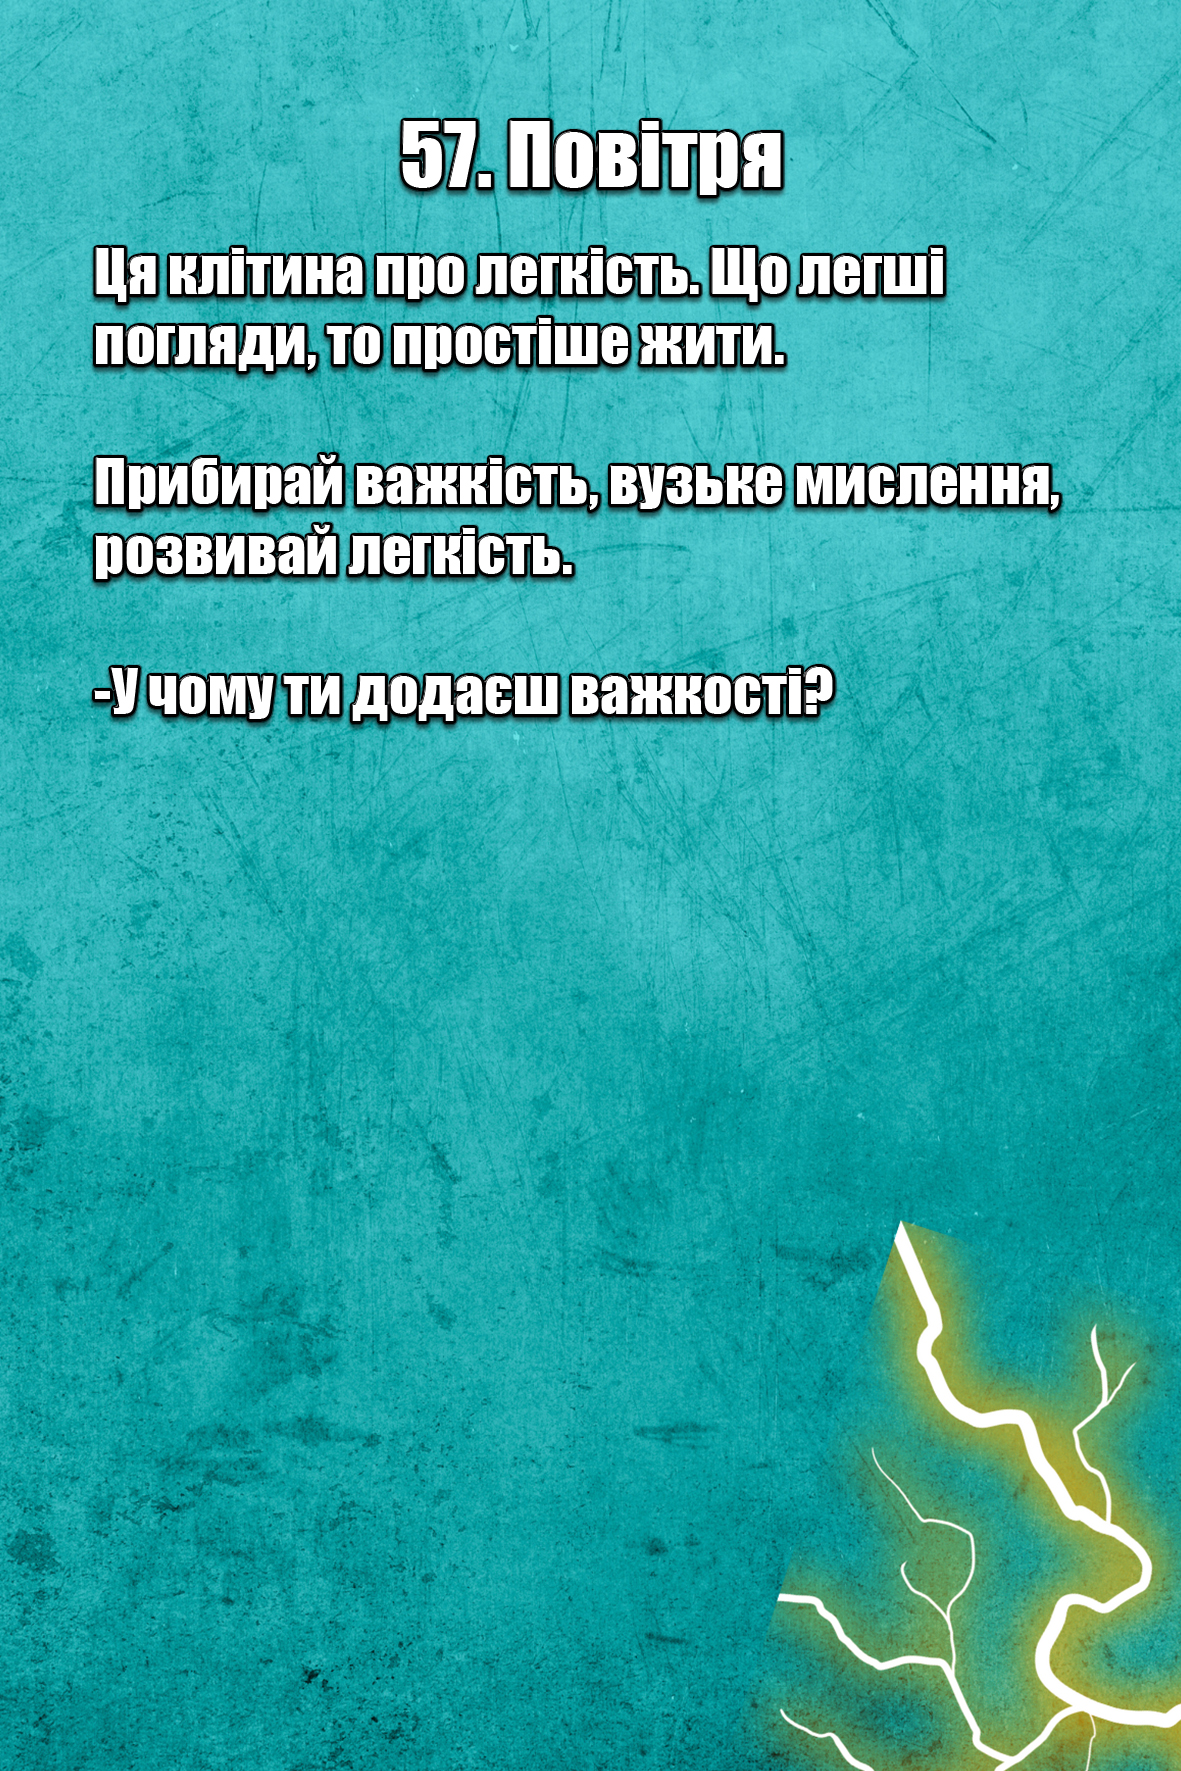 57. Повітря
Ця клітина про легкість. Що легші
погляди, то простіше жити.
Прибирай важкість, вузьке мислення,
розвивай легкість.
-У чому ти додаєш важкості?